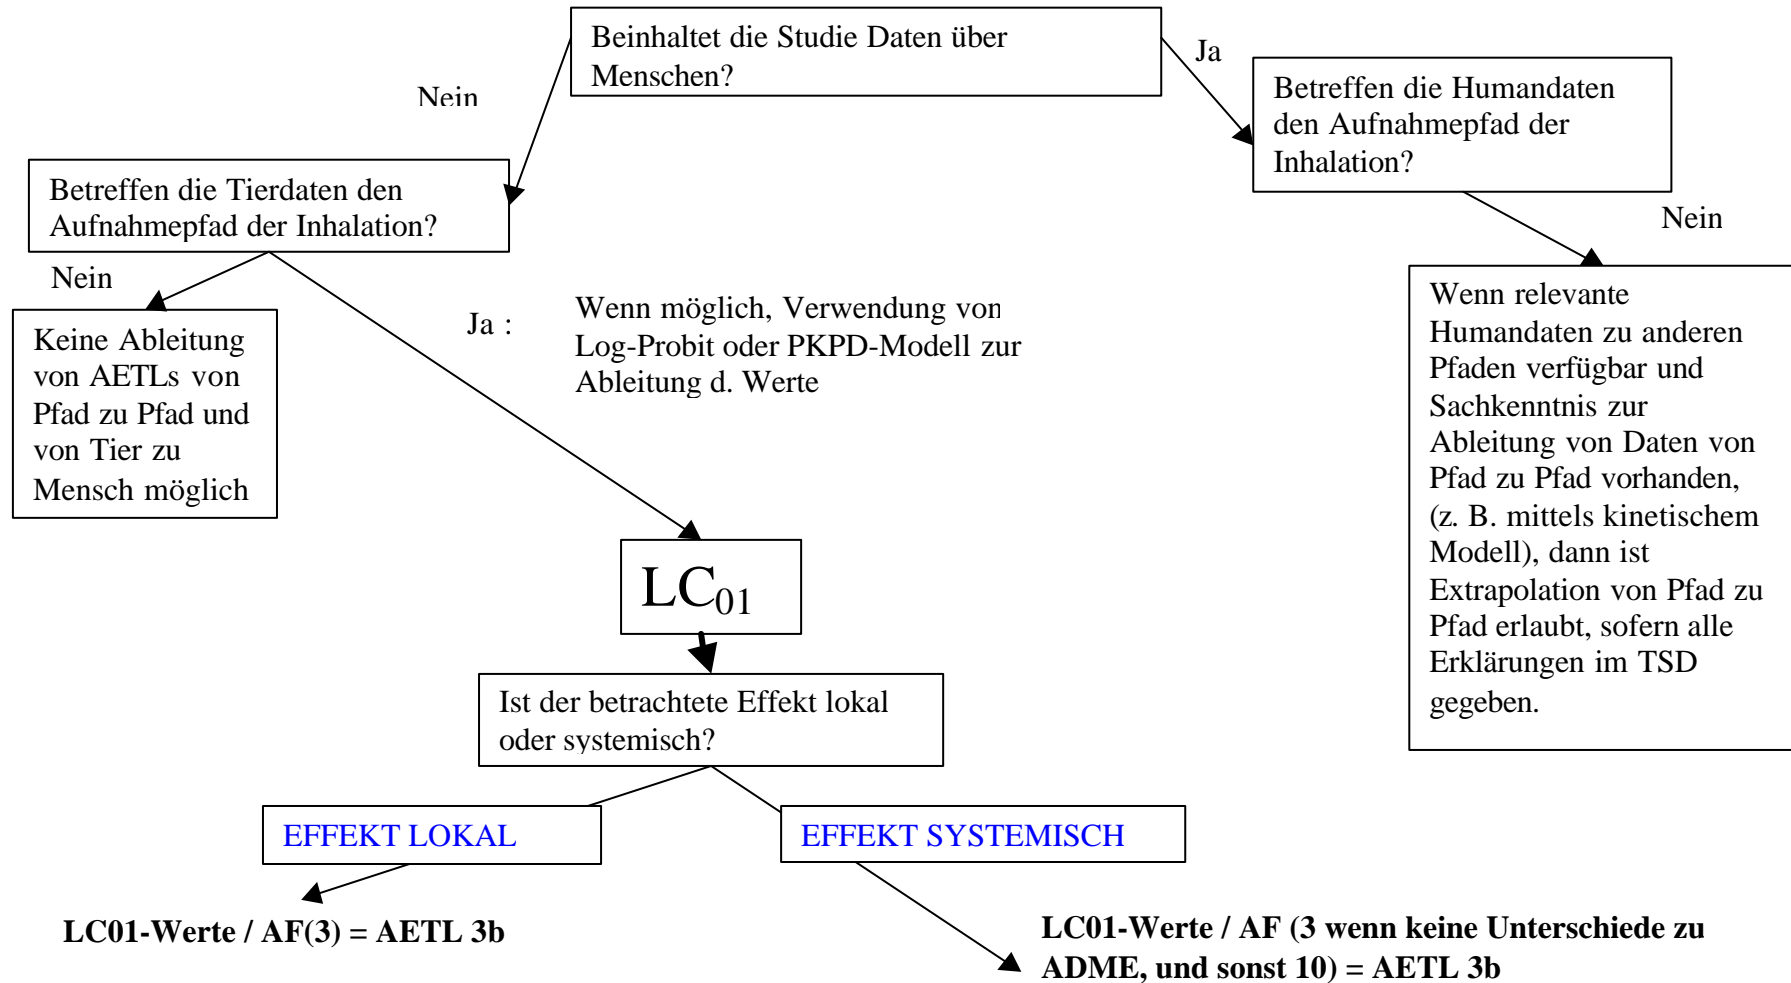 Beinhaltet die Studie Daten über
Menschen?
Ja
Nein
Betreffen die Humandaten
den Aufnahmepfad der
Inhalation?
Betreffen die Tierdaten den
Aufnahmepfad der Inhalation?
Nein
Nein
Keine Ableitung
von AETLs von
Pfad zu Pfad und
von Tier zu
Mensch möglich
Ja :
Wenn möglich, Verwendung von
Log-Probit oder PKPD-Modell zur
Ableitung d. Werte
Wenn relevante
Humandaten zu anderen
Pfaden verfügbar und
Sachkenntnis zur
Ableitung von Daten von
Pfad zu Pfad vorhanden,
(z. B. mittels kinetischem
Modell), dann ist
Extrapolation von Pfad zu
Pfad erlaubt, sofern alle
Erklärungen im TSD
gegeben.
LC01
Ist der betrachtete Effekt lokal
oder systemisch?
EFFEKT LOKAL
EFFEKT SYSTEMISCH
LC01-Werte / AF(3) = AETL 3b
LC01-Werte / AF (3 wenn keine Unterschiede zu
ADME, und sonst 10) = AETL 3b